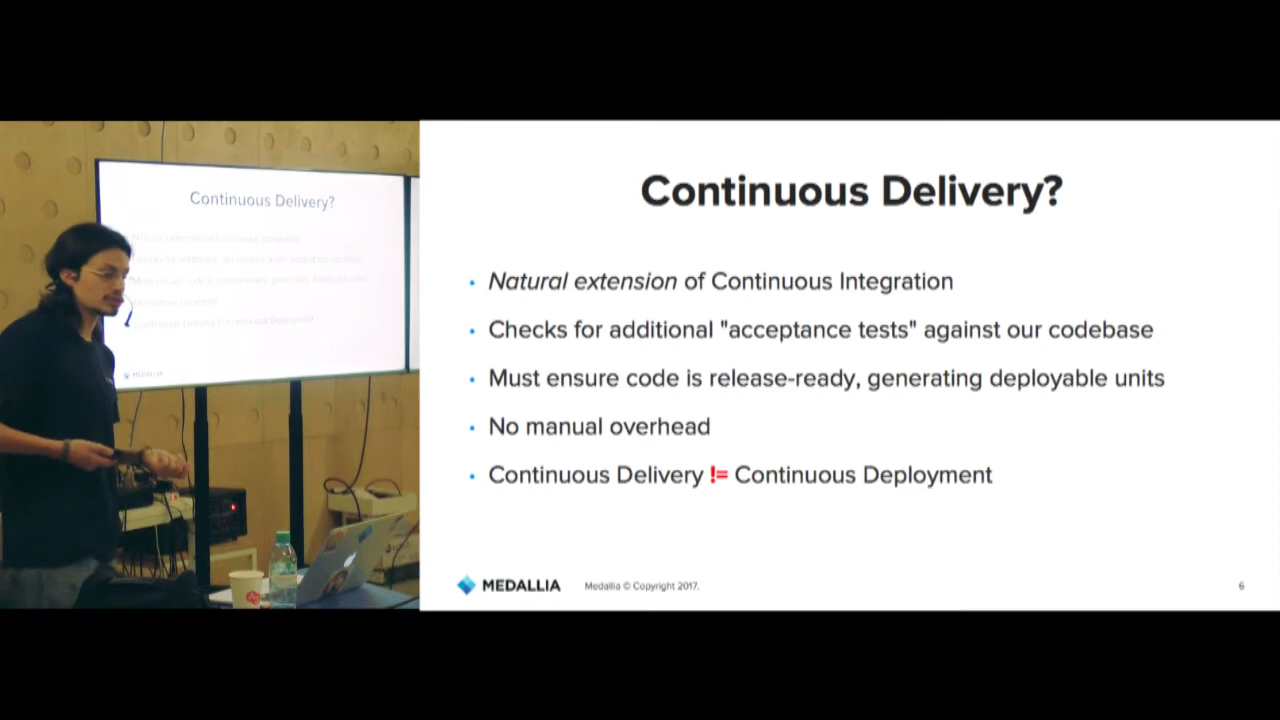 Continuous Delivery?
Continuous Delivery?
• Natural extension of Continuous Integration
• Checks for additional "acceptance tests" against our codebase
• Must ensure code is release-ready, generating deployable units
• No manual overhead
• Continuous Delivery != Continuous Deployment
MEDALLIA
MEDALLIA
Medallia © Copyright 2017.
6